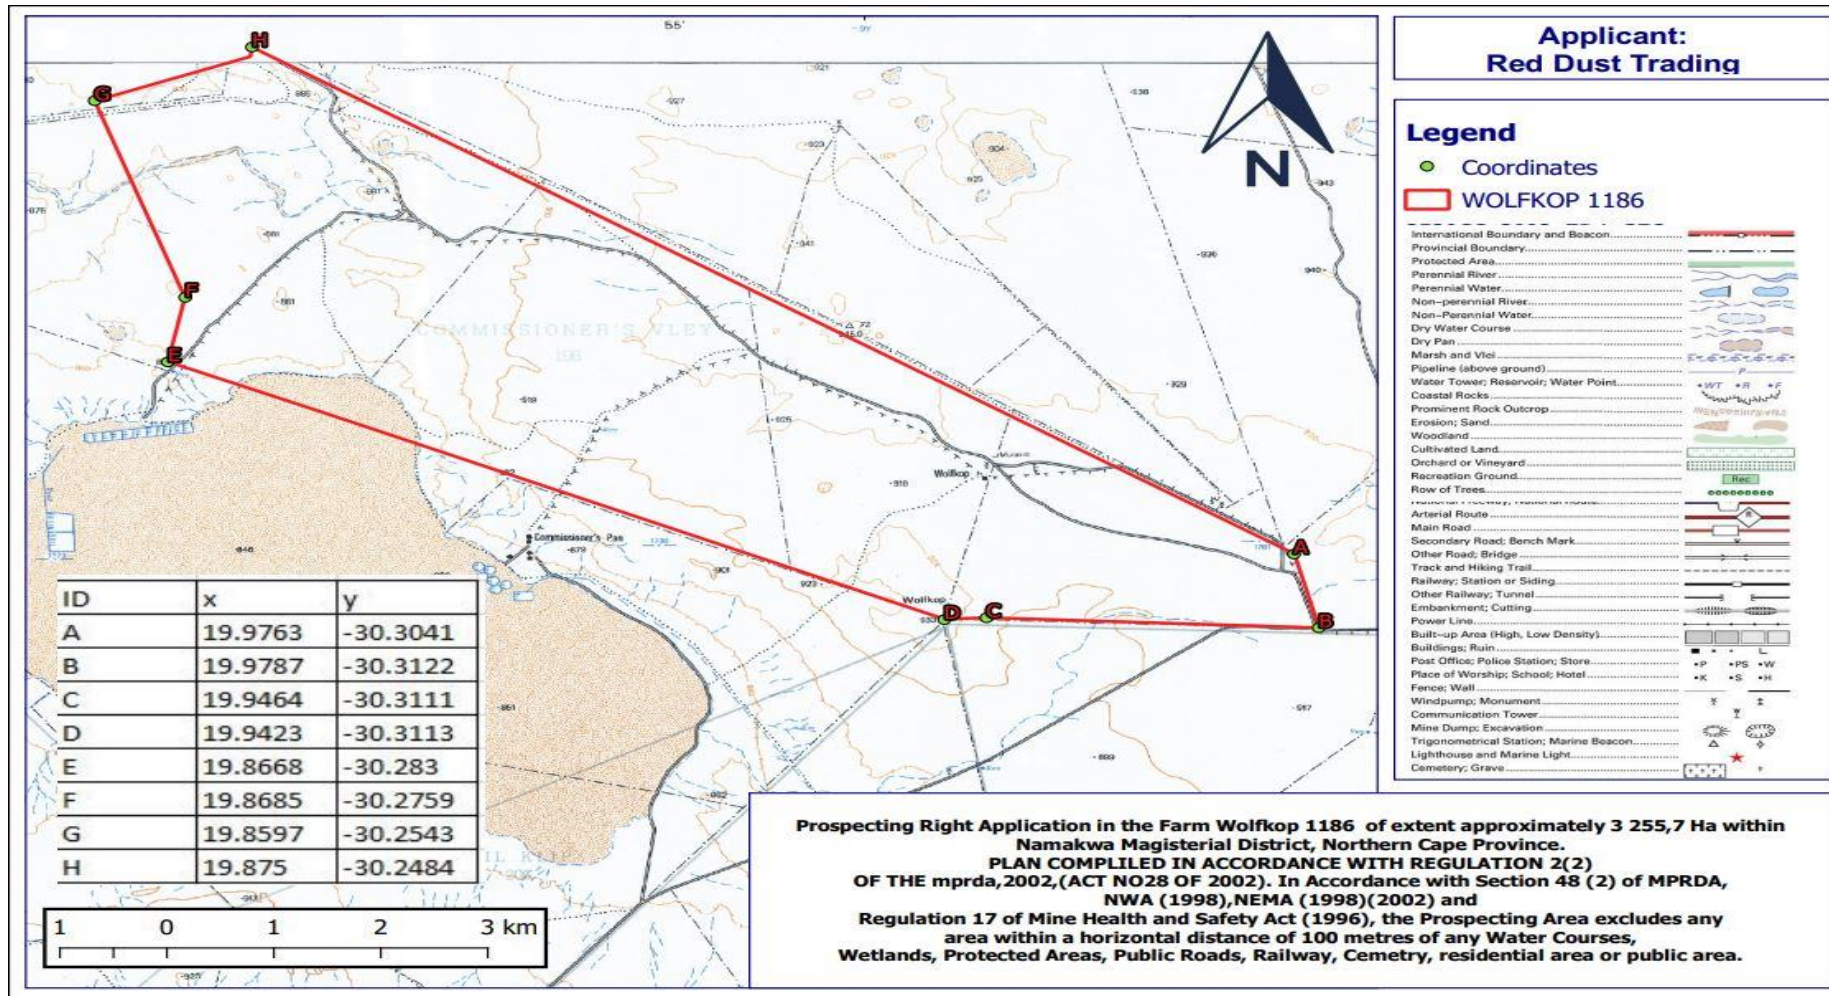 55'
Applicant:
Red Dust Trading
Legend
Coordinates
WOLFKOP 1186
International Boundary and Beacon
Provincial Boundary
Protected Area
Perennial River
Perennial Water
Non-perennial River
Non-Perennial Water
Dry Water Course
Dry Pan
Marsh and Vlei
Pipeline (above ground) P
Water Tower; Reservoir; Water Point •WT •R •F
Coastal Rocks
Prominent Rock Outcrop
Erosion; Sand
Woodland
Cultivated Land
Orchard or Vineyard
Recreation Ground Rec
Row of Trees
Arterial Route
Main Road
Secondary Road; Bench Mark
Other Road; Bridge
Track and Hiking Trail
Railway; Station or Siding
Other Railway; Tunnel
Embankment; Cutting
Power Line
Built-up Area (High, Low Density)
Buildings; Ruin
Post Office; Police Station; Store •P •PS •W
Place of Worship; School; Hotel •K •S •H
Fence; Wall
Windpump; Monument
Communication Tower
Mine Dump; Excavation
Trigonometrical Station; Marine Beacon
Lighthouse and Marine Light
Cemetery; Grave
N
H
G
F
E
A
B
C
D
COMMISSIONER'S VLEY
Wolfkop
Commissioner's Pan
Wolfkop
ID x y
A 19.9763 -30.3041
B 19.9787 -30.3122
C 19.9464 -30.3111
D 19.9423 -30.3113
E 19.8668 -30.283
F 19.8685 -30.2759
G 19.8597 -30.2543
H 19.875 -30.2484
1 0 1 2 3 km
Prospecting Right Application in the Farm Wolfkop 1186 of extent approximately 3 255,7 Ha within
Namakwa Magisterial District, Northern Cape Province.
PLAN COMPLILED IN ACCORDANCE WITH REGULATION 2(2)
OF THE mprda,2002,(ACT NO28 OF 2002). In Accordance with Section 48 (2) of MPRDA,
NWA (1998),NEMA (1998)(2002) and
Regulation 17 of Mine Health and Safety Act (1996), the Prospecting Area excludes any
area within a horizontal distance of 100 metres of any Water Courses,
Wetlands, Protected Areas, Public Roads, Railway, Cemetry, residential area or public area.